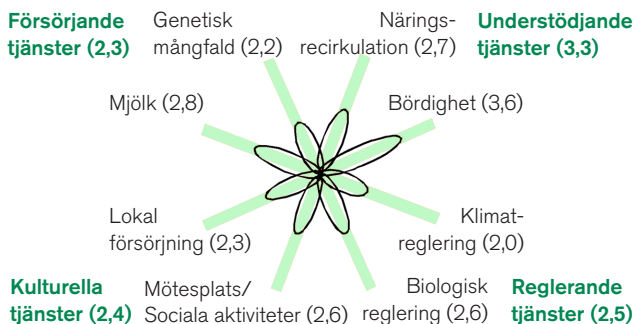 Försörjande
tjänster (2,3)
Genetisk
mångfald (2,2)
Närings-
recirkulation (2,7)
Understödjande
tjänster (3,3)
Mjölk (2,8)
Bördighet (3,6)
Lokal
försörjning (2,3)
Klimat-
reglering (2,0)
Kulturella
tjänster (2,4)
Mötesplats/
Sociala aktiviteter (2,6)
Biologisk
reglering (2,6)
Reglerande
tjänster (2,5)